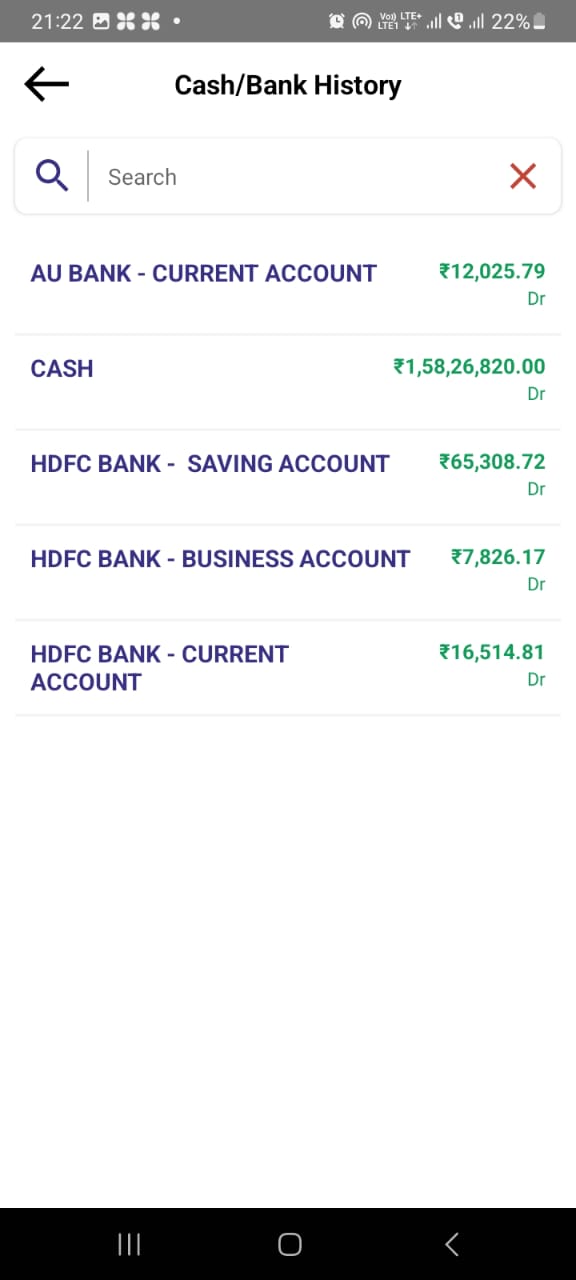 21:22
Vo)) LTE+
LTE1
22%
Cash/Bank History
Search
AU BANK - CURRENT ACCOUNT ₹12,025.79
Dr
CASH ₹1,58,26,820.00
Dr
HDFC BANK -  SAVING ACCOUNT ₹65,308.72
Dr
HDFC BANK - BUSINESS ACCOUNT ₹7,826.17
Dr
HDFC BANK - CURRENT ₹16,514.81
ACCOUNT Dr